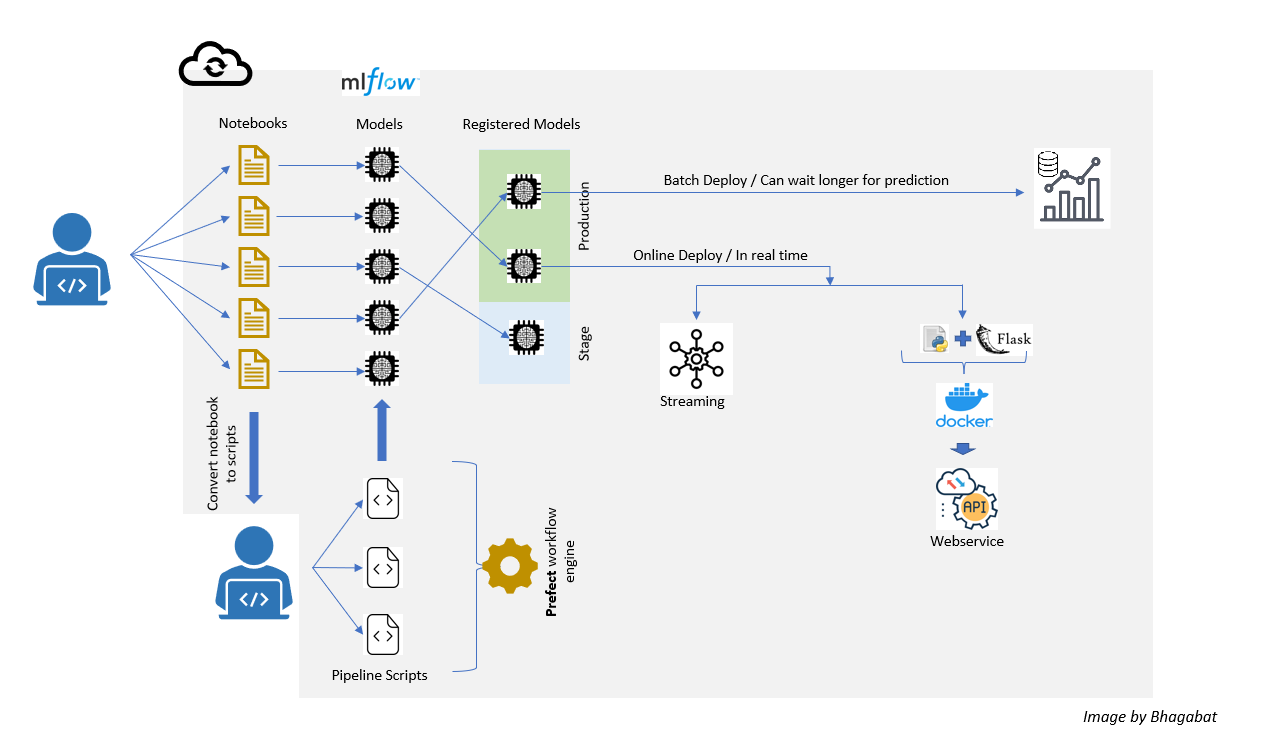 mlflow
Notebooks
Models
Registered Models
Production
Batch Deploy / Can wait longer for prediction
Online Deploy / In real time
Stage
Streaming
Flask
docker
API
Webservice
Convert notebook
to scripts
</>
</>
< >
< >
< >
Pipeline Scripts
Prefect workflow
engine
Image by Bhagabat